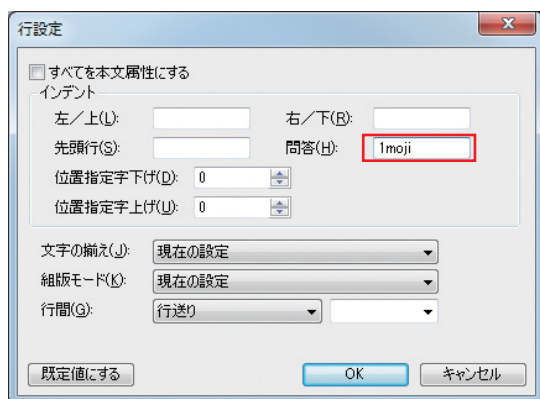 行設定
すべてを本文属性にする
インデント
左／上(L): 右／下(R):
先頭行(S): 問答(H): 1moji
位置指定字下げ(D): 0
位置指定字上げ(U): 0
文字の揃え(J): 現在の設定
組版モード(K): 現在の設定
行間(G): 行送り
既定値にする OK キャンセル